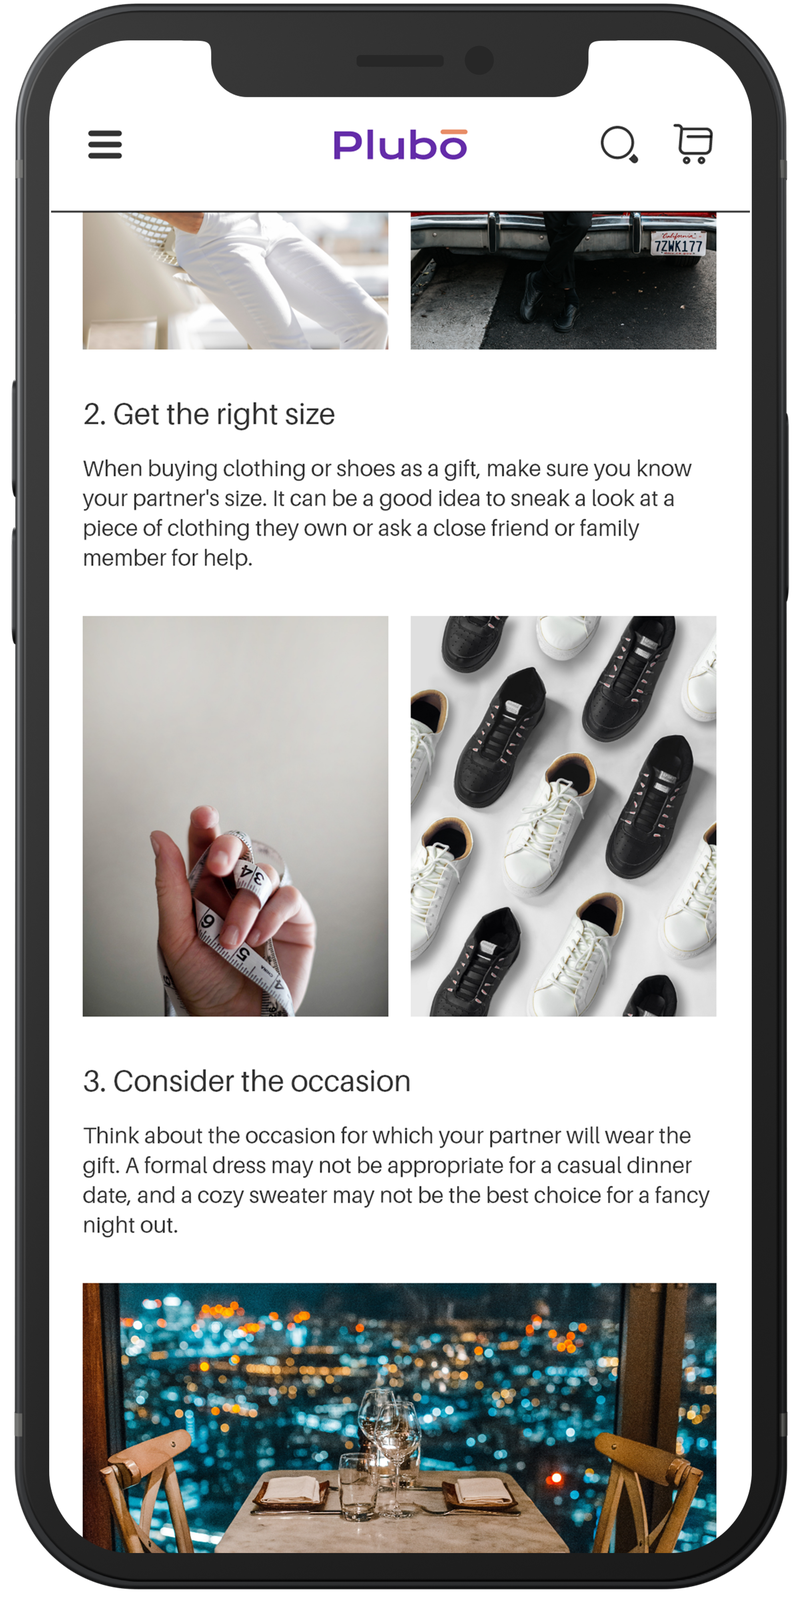 Plubō
California
7ZWK177
2. Get the right size
When buying clothing or shoes as a gift, make sure you know
your partner's size. It can be a good idea to sneak a look at a
piece of clothing they own or ask a close friend or family
member for help.
34
6
5
4
3. Consider the occasion
Think about the occasion for which your partner will wear the
gift. A formal dress may not be appropriate for a casual dinner
date, and a cozy sweater may not be the best choice for a fancy
night out.